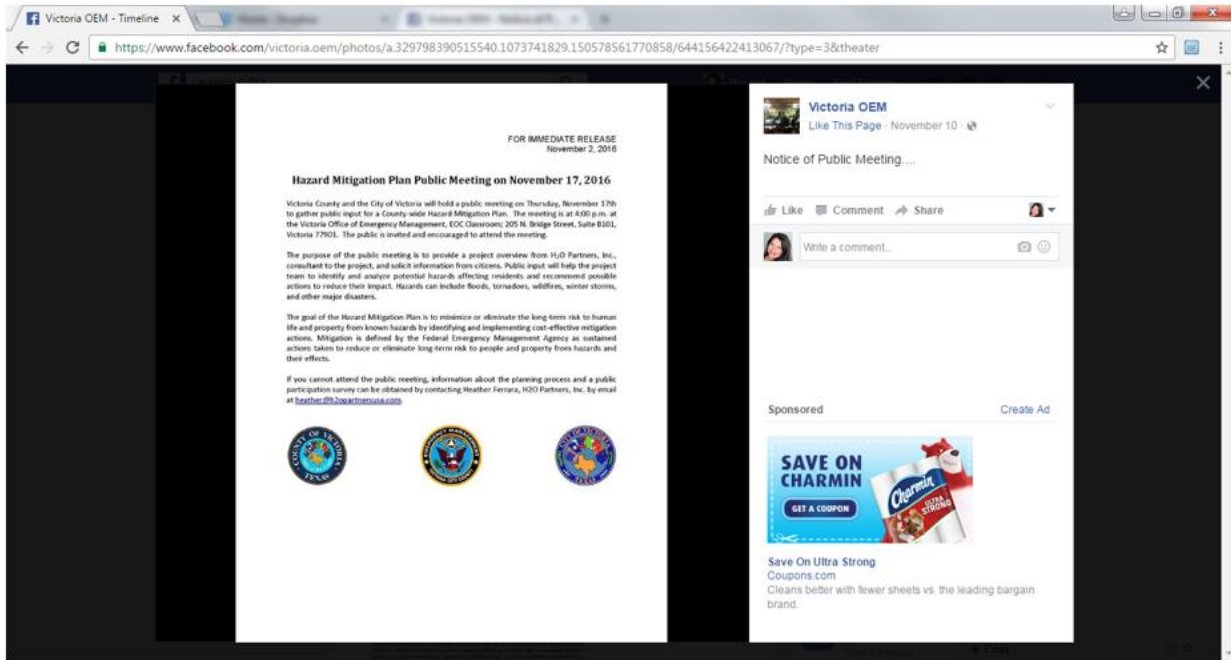 Victoria OEM - Timeline
https://www.facebook.com/victoria.oem/photos/a.329798390515540.1073741829.150578561770858/644156422413067/?type=3&theater
FOR IMMEDIATE RELEASE
November 2, 2016
Hazard Mitigation Plan Public Meeting on November 17, 2016
Victoria County and the City of Victoria will hold a public meeting on Thursday, November 17th
to gather public input for a County-wide Hazard Mitigation Plan. The meeting is at 4:00 p.m. at
the Victoria Office of Emergency Management, EOC Classroom; 205 N. Bridge Street, Suite B101,
Victoria 77901. The public is invited and encouraged to attend the meeting.
The purpose of the public meeting is to provide a project overview from H2O Partners, Inc.,
consultant to the project, and solicit information from citizens. Public input will help the project
team to identify and analyze potential hazards affecting residents and recommend possible
actions to reduce their impact. Hazards can include floods, tornadoes, wildfires, winter storms,
and other major disasters.
The goal of the Hazard Mitigation Plan is to minimize or eliminate the long-term risk to human
life and property from known hazards by identifying and implementing cost-effective mitigation
actions. Mitigation is defined by the Federal Emergency Management Agency as sustained
actions taken to reduce or eliminate long-term risk to people and property from hazards and
their effects.
If you cannot attend the public meeting, information about the planning process and a public
participation survey can be obtained by contacting Heather Ferrara, H2O Partners, Inc. by email
at heather@h2opartnersusa.com.
COUNTY OF VICTORIA
TEXAS
EMERGENCY MANAGEMENT
CITY OF VICTORIA
TEXAS
Victoria OEM
Like This Page · November 10 ·
Notice of Public Meeting....
Like Comment Share
Write a comment...
Sponsored Create Ad
SAVE ON
CHARMIN
GET A COUPON
Charmin
ULTRA
STRONG
Save On Ultra Strong
Coupons.com
Cleans better with fewer sheets vs. the leading bargain
brand.